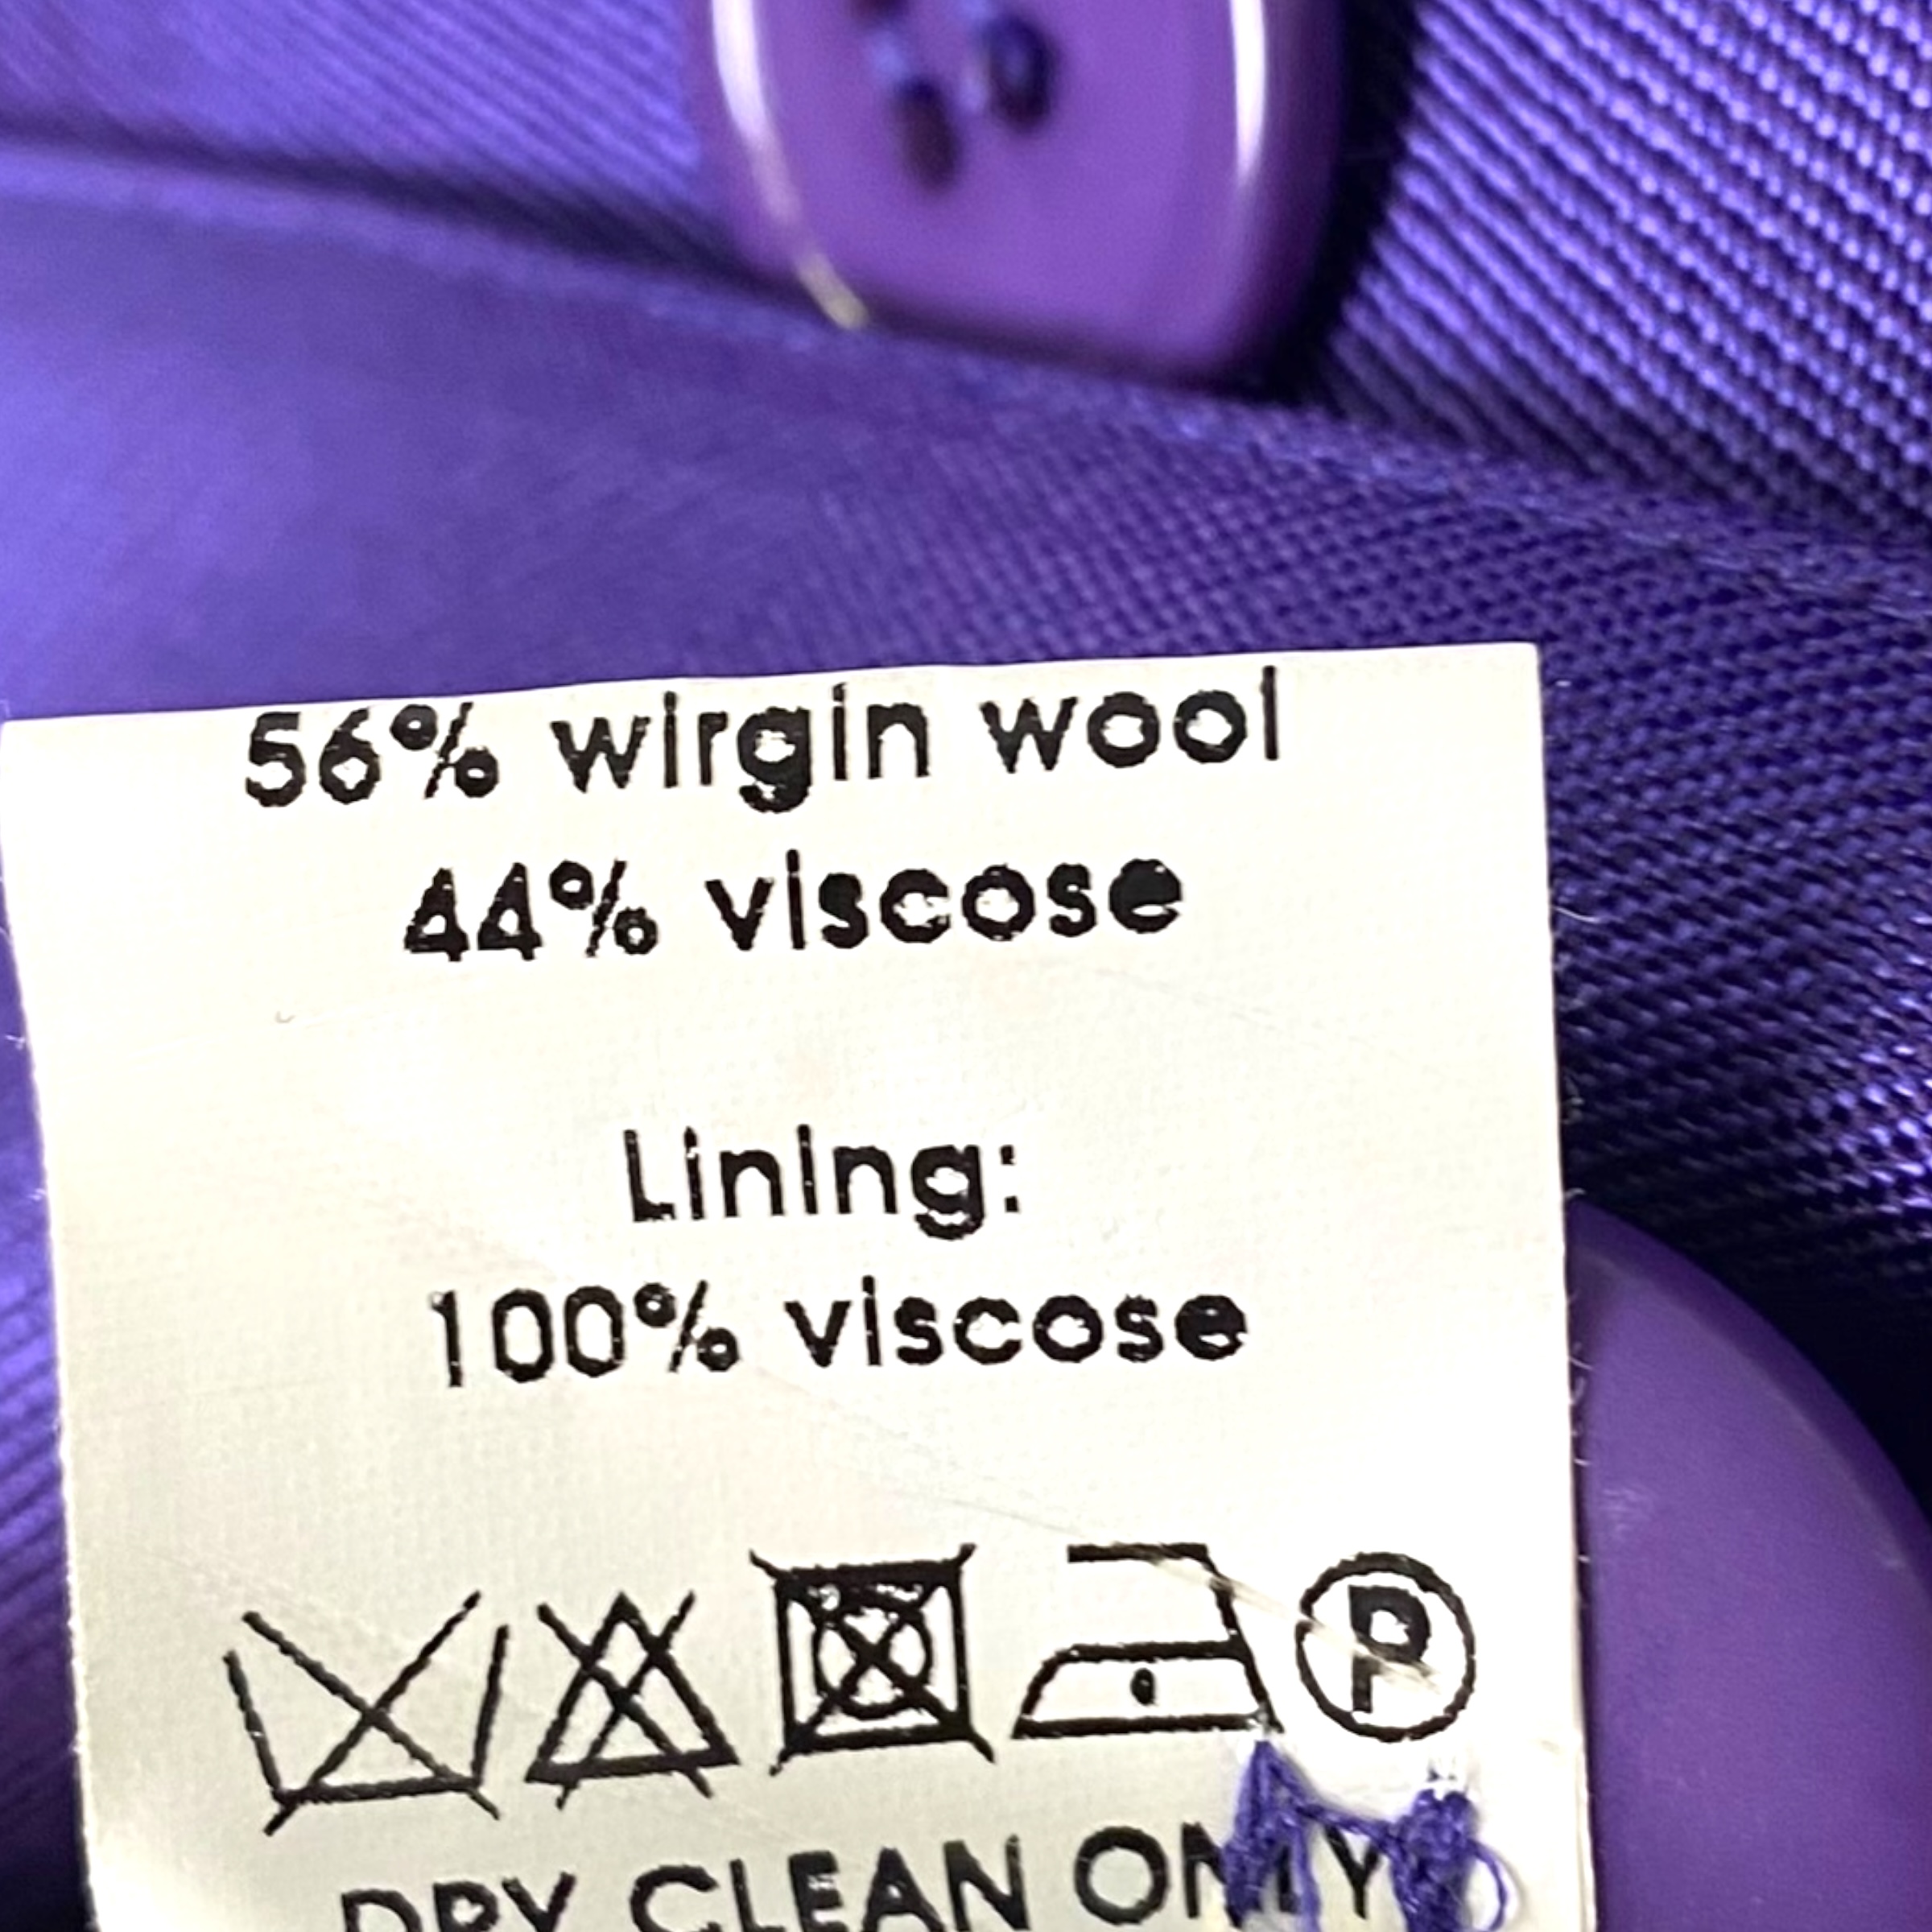 56% wirgin wool
44% viscose
Lining:
100% viscose
P
DRY CLEAN ONLY